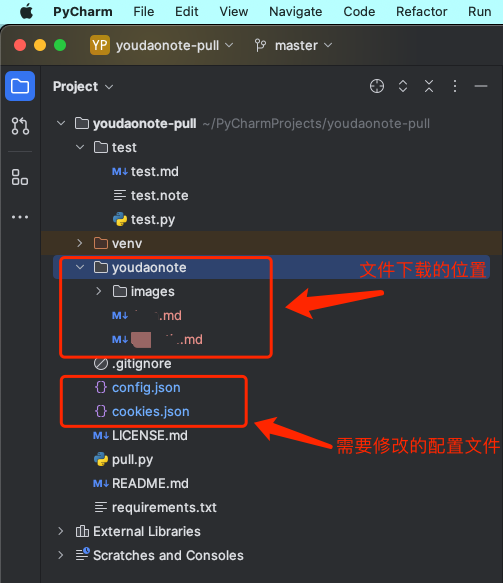 PyCharm File Edit View Navigate Code Refactor Run
YP youdaonote-pull master
Project
youdaonote-pull ~/PyCharmProjects/youdaonote-pull
test
M↓ test.md
test.note
test.py
venv
youdaonote 文件下载的位置
images
.md
.md
.gitignore
{} config.json
{} cookies.json
LICENSE.md
需要修改的配置文件
pull.py
M↓ README.md
requirements.txt
External Libraries
Scratches and Consoles